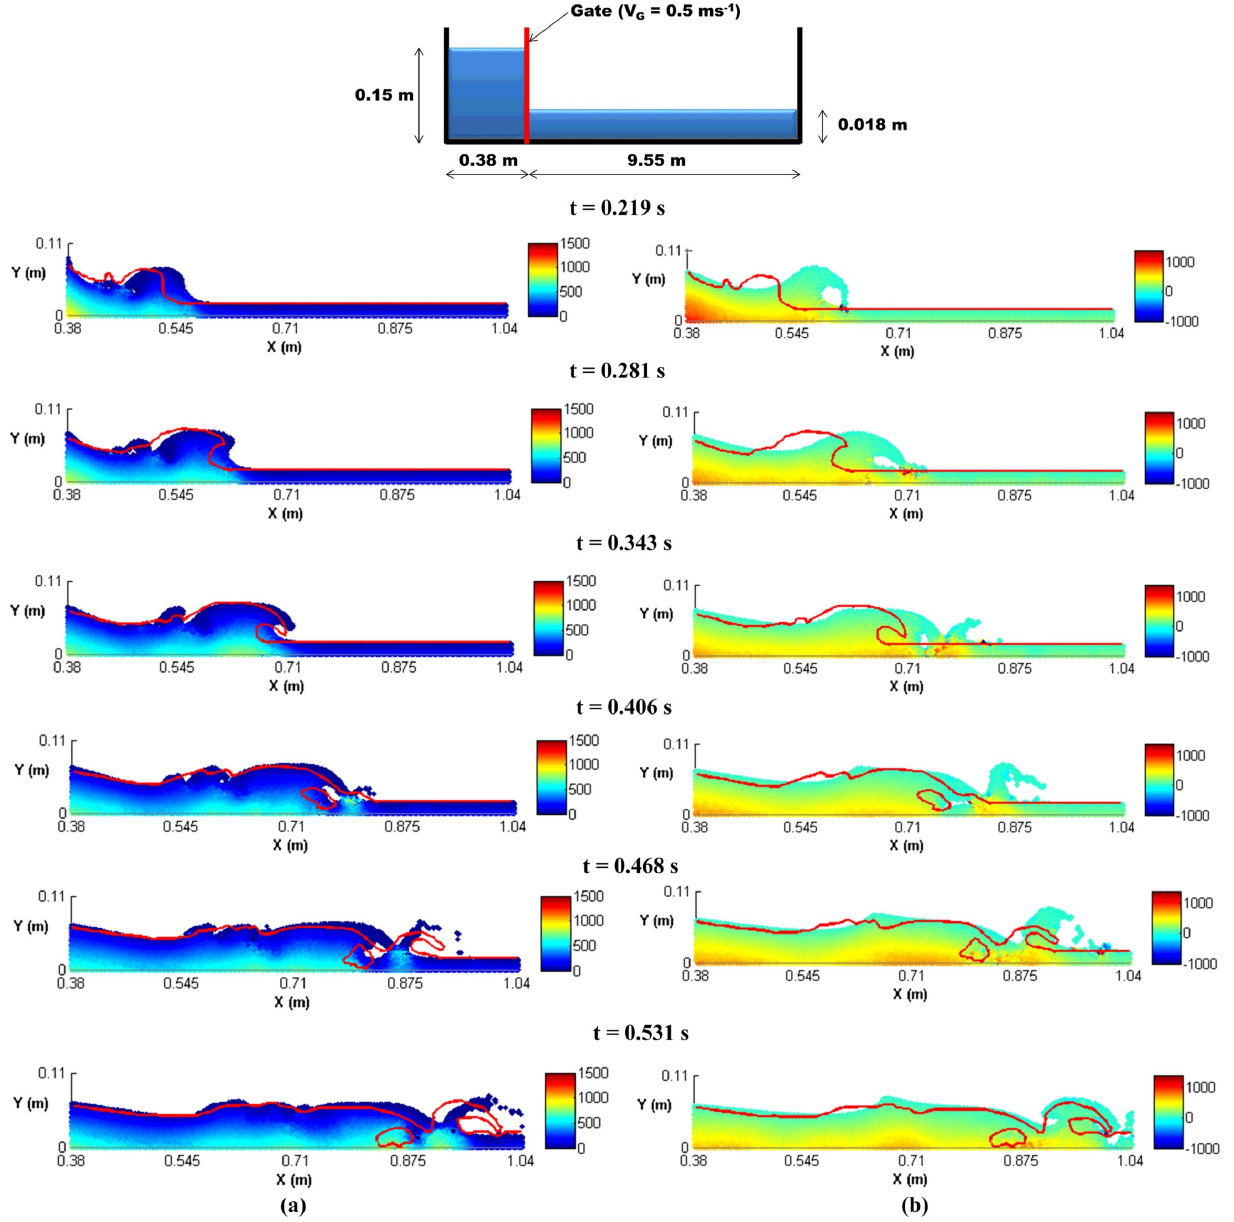 Gate (V_G = 0.5 ms⁻¹)
0.15 m
0.018 m
0.38 m 9.55 m
t = 0.219 s
0.11 Y (m) 0 0.38 0.545 0.71 0.875 1.04 X (m) 1500 1000 500 0
0.11 Y (m) 0 0.38 0.545 0.71 0.875 1.04 X (m) 1000 0 -1000
t = 0.281 s
0.11 Y (m) 0 0.38 0.545 0.71 0.875 1.04 X (m) 1500 1000 500 0
0.11 Y (m) 0 0.38 0.545 0.71 0.875 1.04 X (m) 1000 0 -1000
t = 0.343 s
0.11 Y (m) 0 0.38 0.545 0.71 0.875 1.04 X (m) 1500 1000 500 0
0.11 Y (m) 0 0.38 0.545 0.71 0.875 1.04 X (m) 1000 0 -1000
t = 0.406 s
0.11 Y (m) 0 0.38 0.545 0.71 0.875 1.04 X (m) 1500 1000 500 0
0.11 Y (m) 0 0.38 0.545 0.71 0.875 1.04 X (m) 1000 0 -1000
t = 0.468 s
0.11 Y (m) 0 0.38 0.545 0.71 0.875 1.04 X (m) 1500 1000 500 0
0.11 Y (m) 0 0.38 0.545 0.71 0.875 1.04 X (m) 1000 0 -1000
t = 0.531 s
0.11 Y (m) 0 0.38 0.545 0.71 0.875 1.04 X (m) 1500 1000 500 0
0.11 Y (m) 0 0.38 0.545 0.71 0.875 1.04 X (m) 1000 0 -1000
(a) (b)